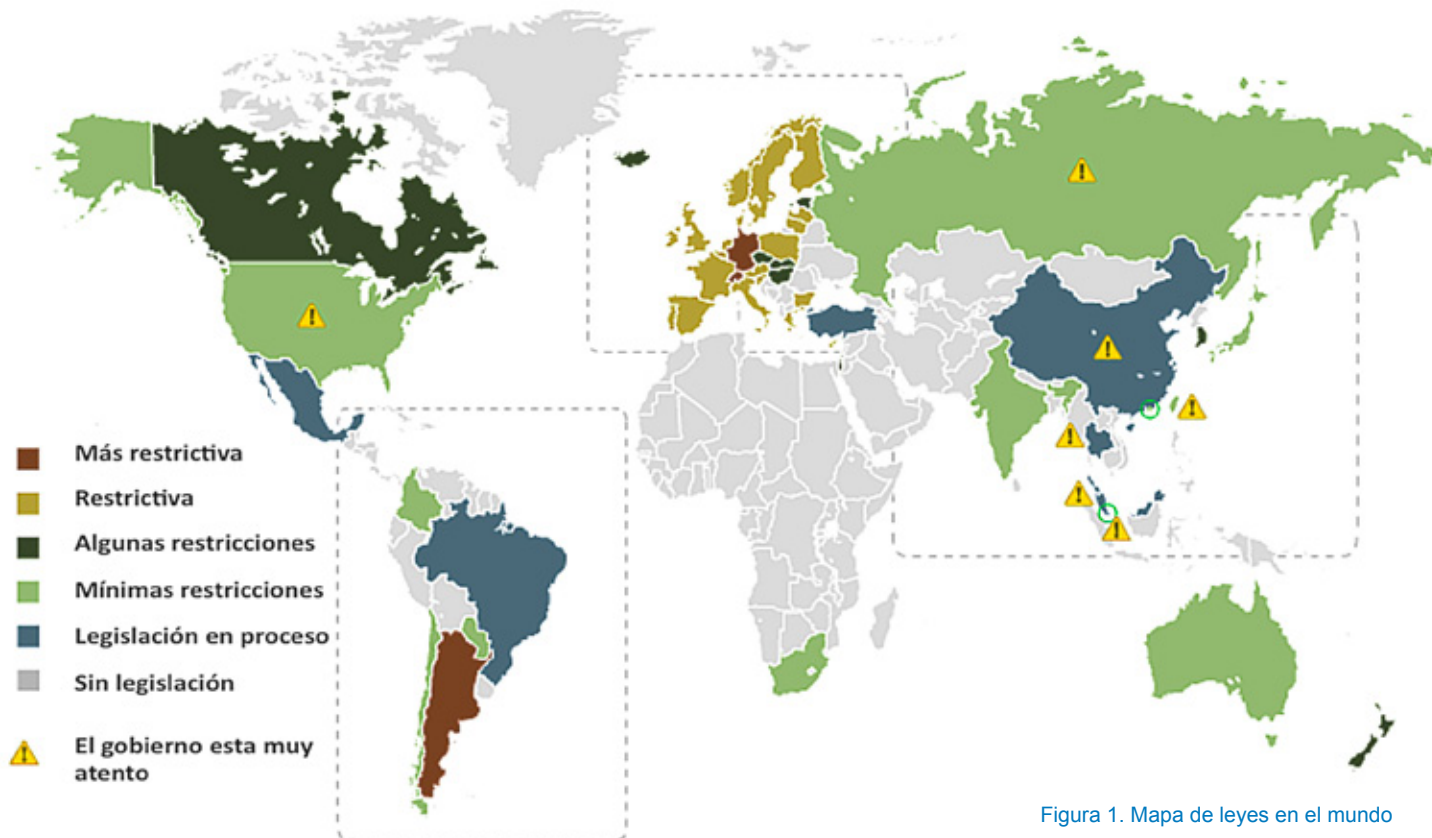 Más restrictiva
Restrictiva
Algunas restricciones
Mínimas restricciones
Legislación en proceso
Sin legislación
El gobierno esta muy
atento
Figura 1. Mapa de leyes en el mundo